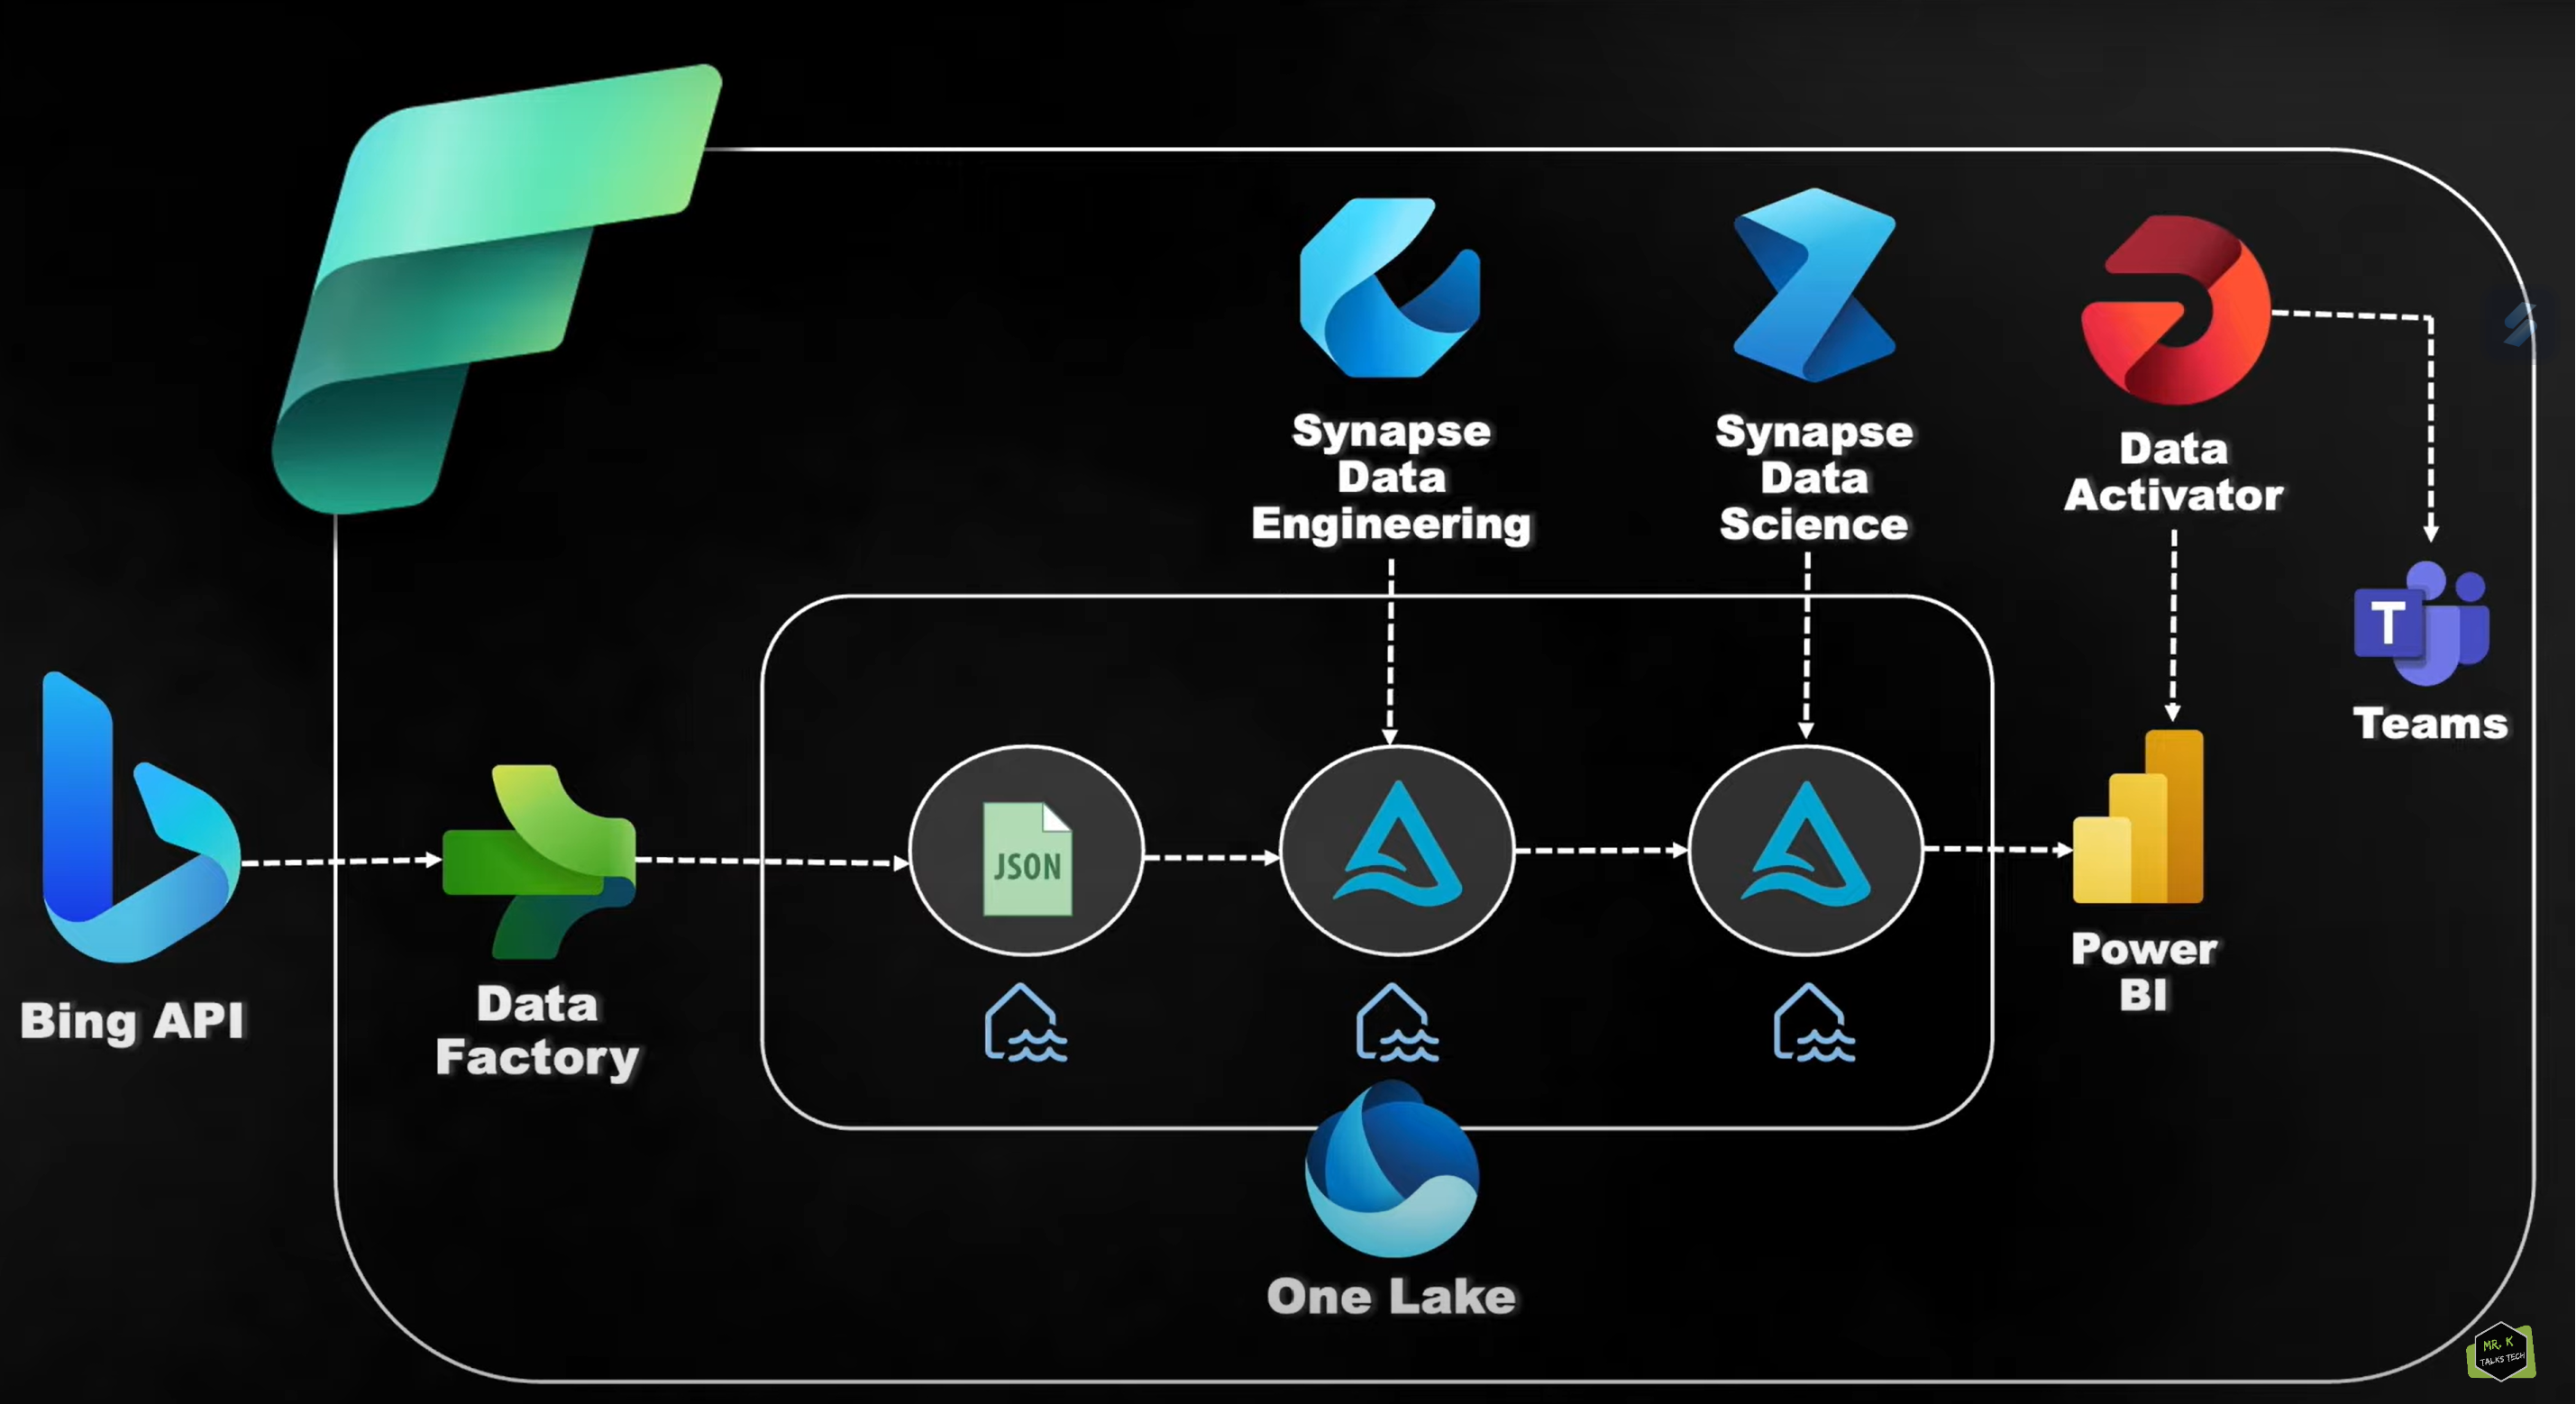 Synapse
Data
Engineering
Synapse
Data
Science
Data
Activator
T
Teams
JSON
Bing API
Data
Factory
Power
BI
One Lake
MR. K
TALKS TECH